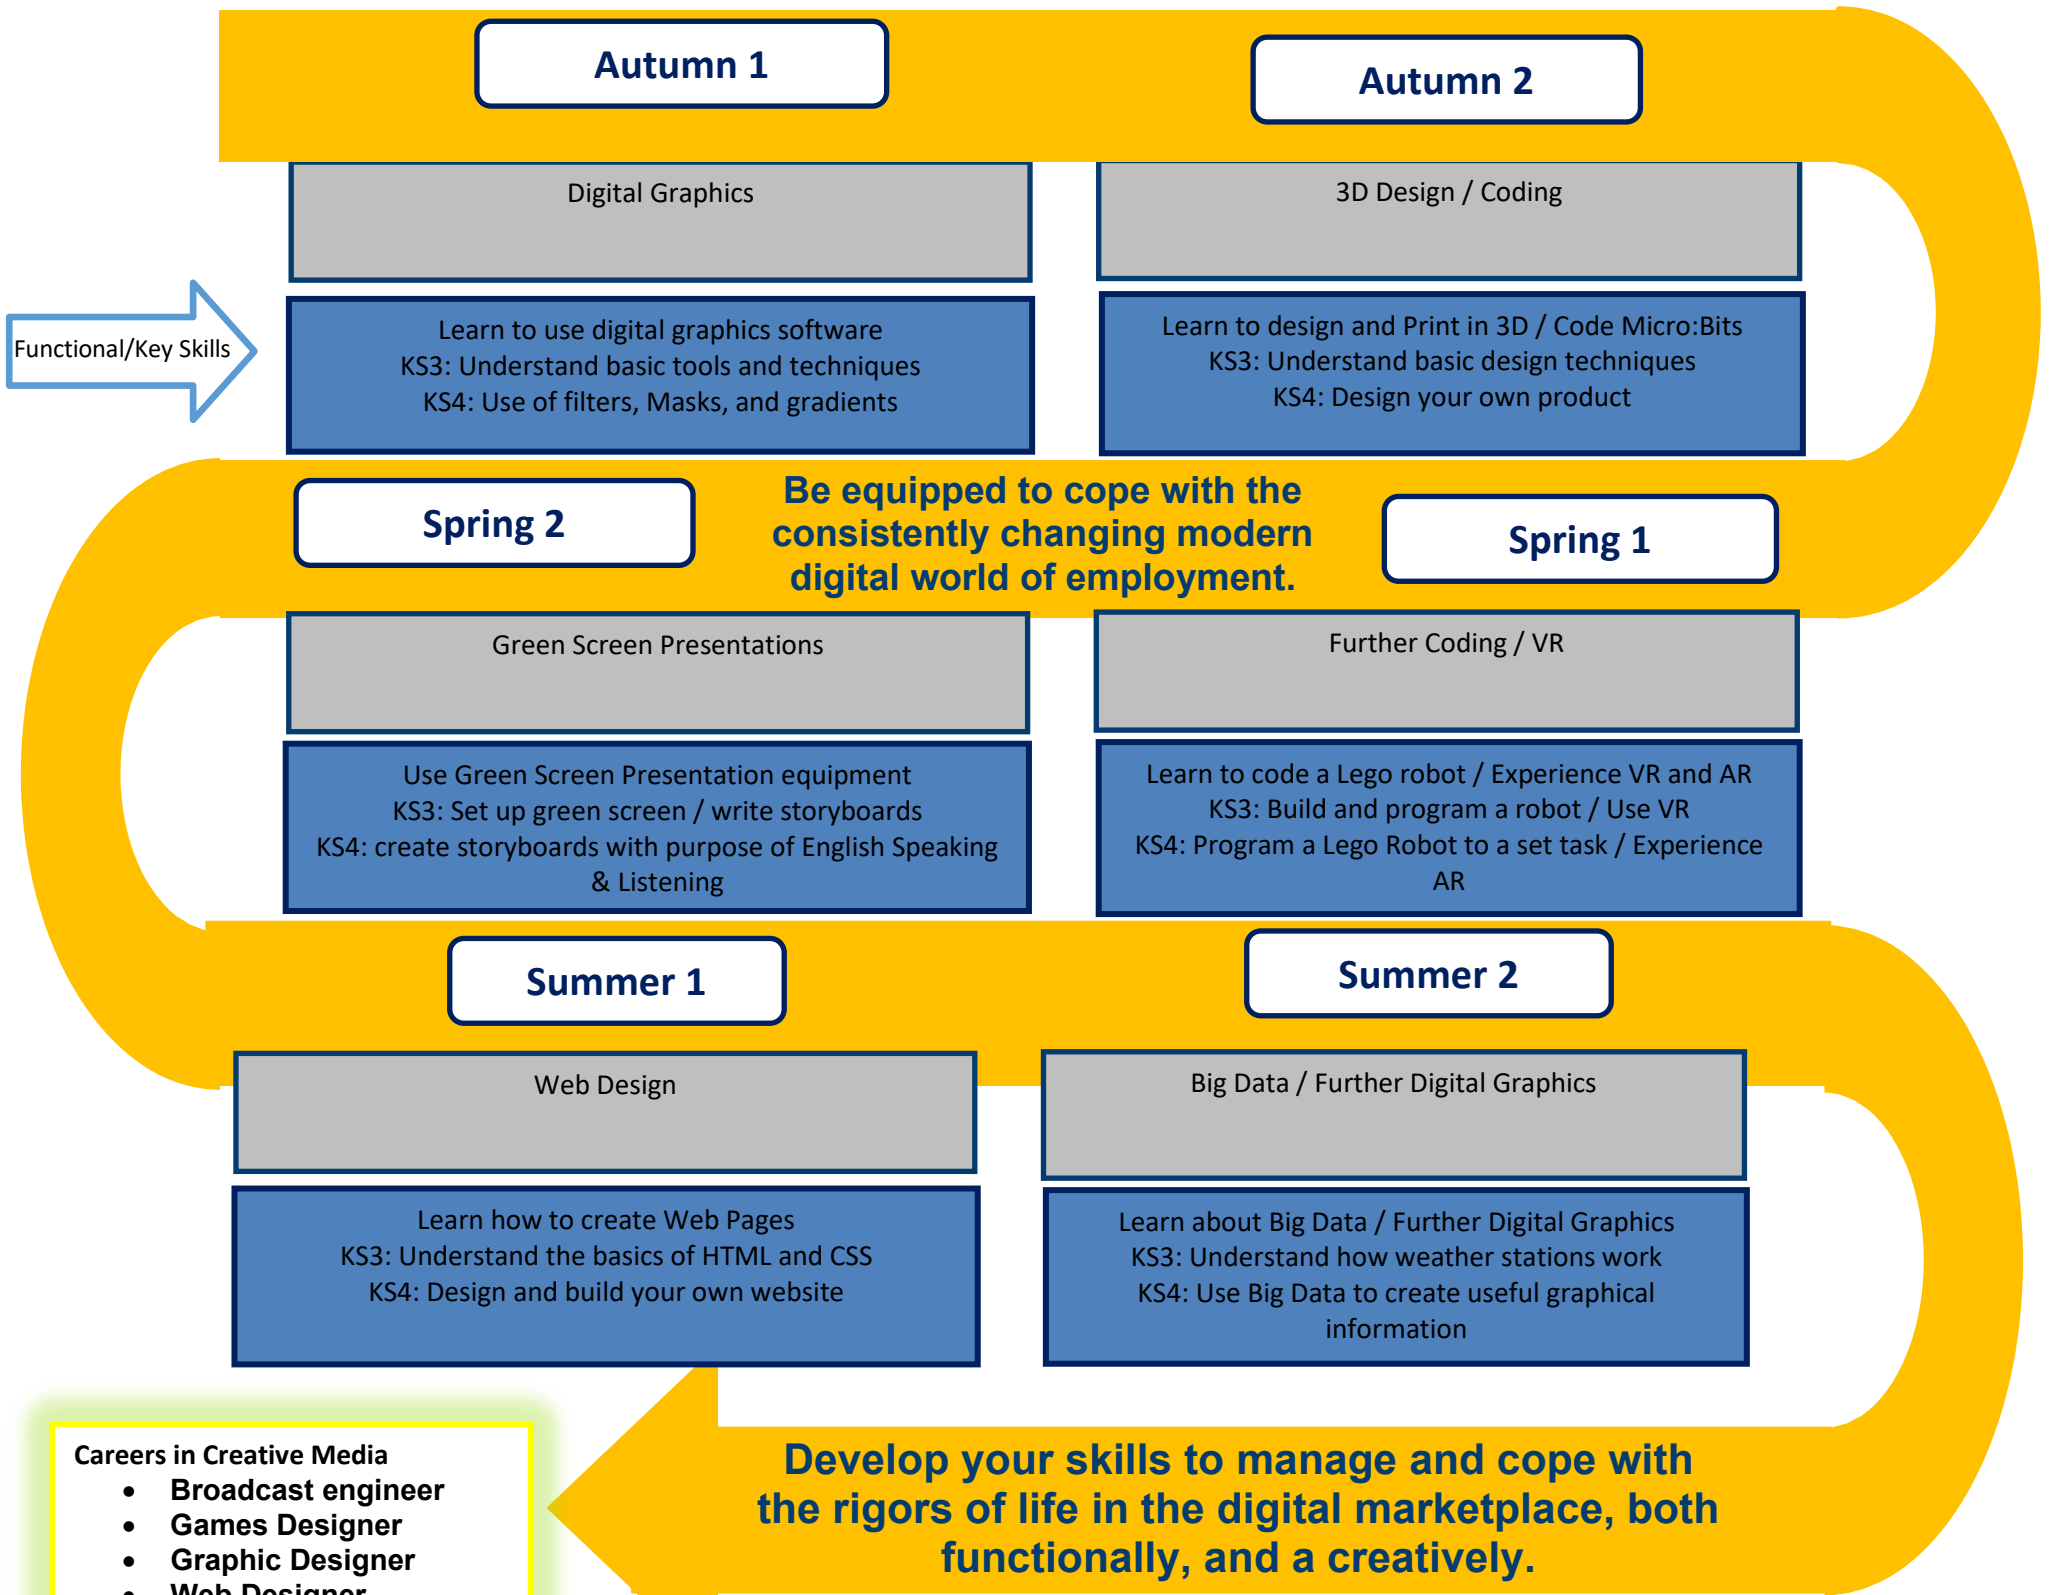 Autumn 1
Autumn 2
Digital Graphics
3D Design / Coding
Functional/Key Skills
Learn to use digital graphics software
KS3: Understand basic tools and techniques
KS4: Use of filters, Masks, and gradients
Learn to design and Print in 3D / Code Micro:Bits
KS3: Understand basic design techniques
KS4: Design your own product
Spring 2
Be equipped to cope with the
consistently changing modern
digital world of employment.
Spring 1
Green Screen Presentations
Further Coding / VR
Use Green Screen Presentation equipment
KS3: Set up green screen / write storyboards
KS4: create storyboards with purpose of English Speaking
& Listening
Learn to code a Lego robot / Experience VR and AR
KS3: Build and program a robot / Use VR
KS4: Program a Lego Robot to a set task / Experience
AR
Summer 1
Summer 2
Web Design
Big Data / Further Digital Graphics
Learn how to create Web Pages
KS3: Understand the basics of HTML and CSS
KS4: Design and build your own website
Learn about Big Data / Further Digital Graphics
KS3: Understand how weather stations work
KS4: Use Big Data to create useful graphical
information
Careers in Creative Media
• Broadcast engineer
• Games Designer
• Graphic Designer
• Web Designer
Develop your skills to manage and cope with
the rigors of life in the digital marketplace, both
functionally, and a creatively.